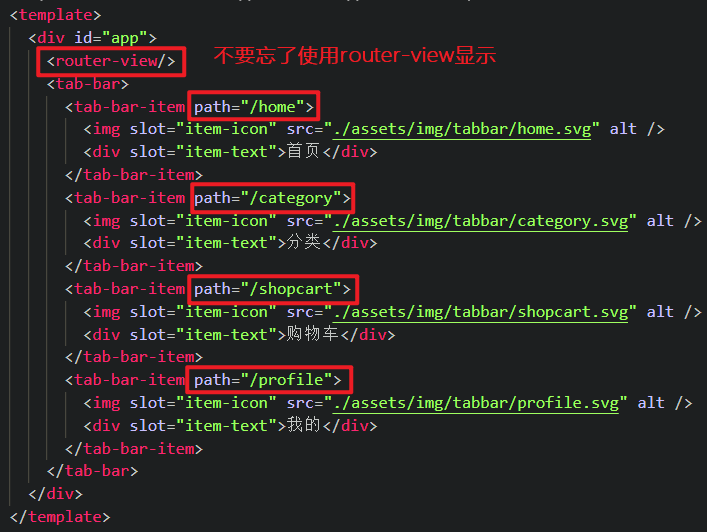 <template>
<div id="app">
<router-view/> 不要忘了使用router-view显示
<tab-bar>
<tab-bar-item path="/home">
<img slot="item-icon" src="./assets/img/tabbar/home.svg" alt />
<div slot="item-text">首页</div>
</tab-bar-item>
<tab-bar-item path="/category">
<img slot="item-icon" src="./assets/img/tabbar/category.svg" alt />
<div slot="item-text">分类</div>
</tab-bar-item>
<tab-bar-item path="/shopcart">
<img slot="item-icon" src="./assets/img/tabbar/shopcart.svg" alt />
<div slot="item-text">购物车</div>
</tab-bar-item>
<tab-bar-item path="/profile">
<img slot="item-icon" src="./assets/img/tabbar/profile.svg" alt />
<div slot="item-text">我的</div>
</tab-bar-item>
</tab-bar>
</div>
</template>